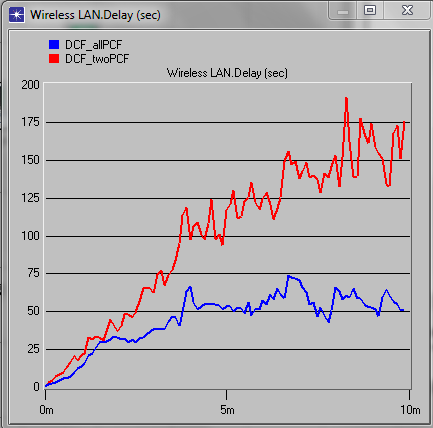 Wireless LAN.Delay (sec)
DCF_allPCF
DCF_twoPCF
Wireless LAN.Delay (sec)
200
175
150
125
100
75
50
25
0
0m 5m 10m